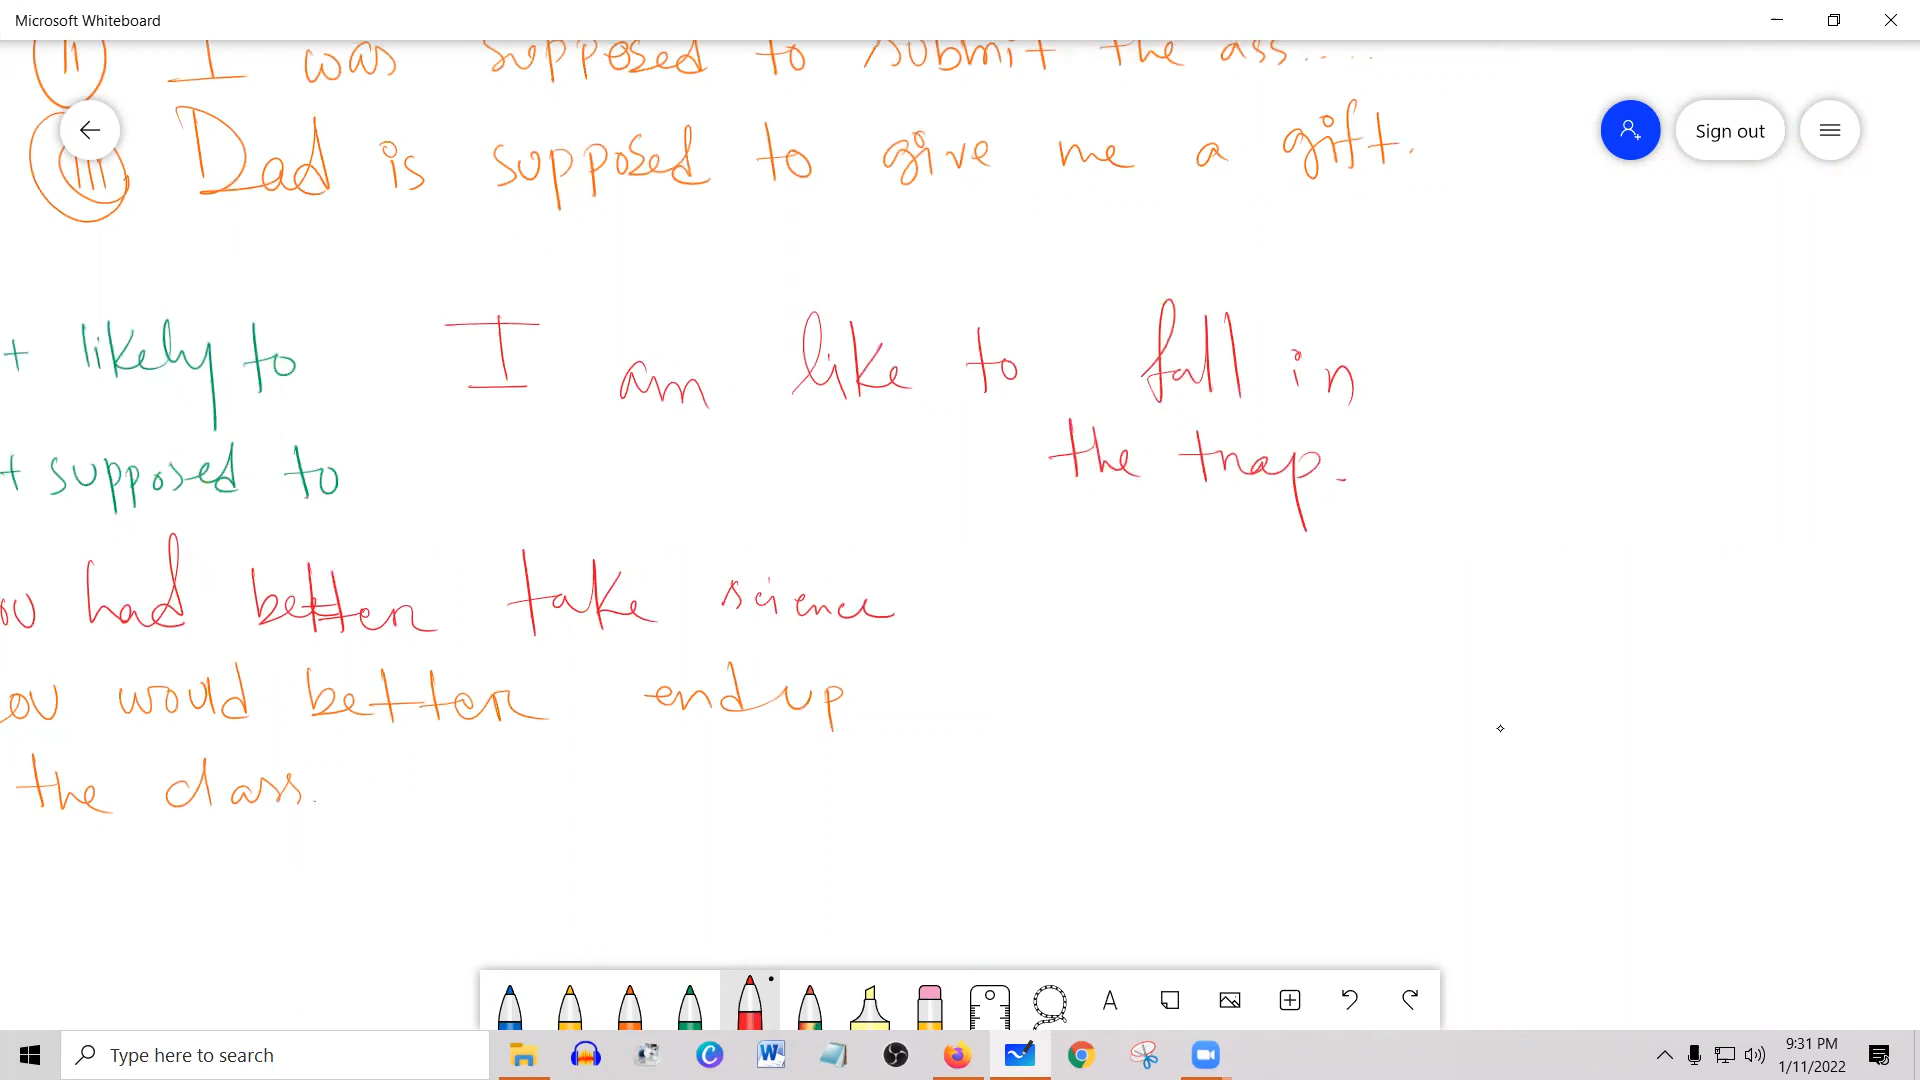 Microsoft Whiteboard
II I was supposed to submit the ass.....
III Dad is supposed to give me a gift.
Sign out
+ likely to I am like to fall in
the trap.
+ supposed to
ou had better take science
ou would better end up
the class.
Type here to search
9:31 PM
1/11/2022